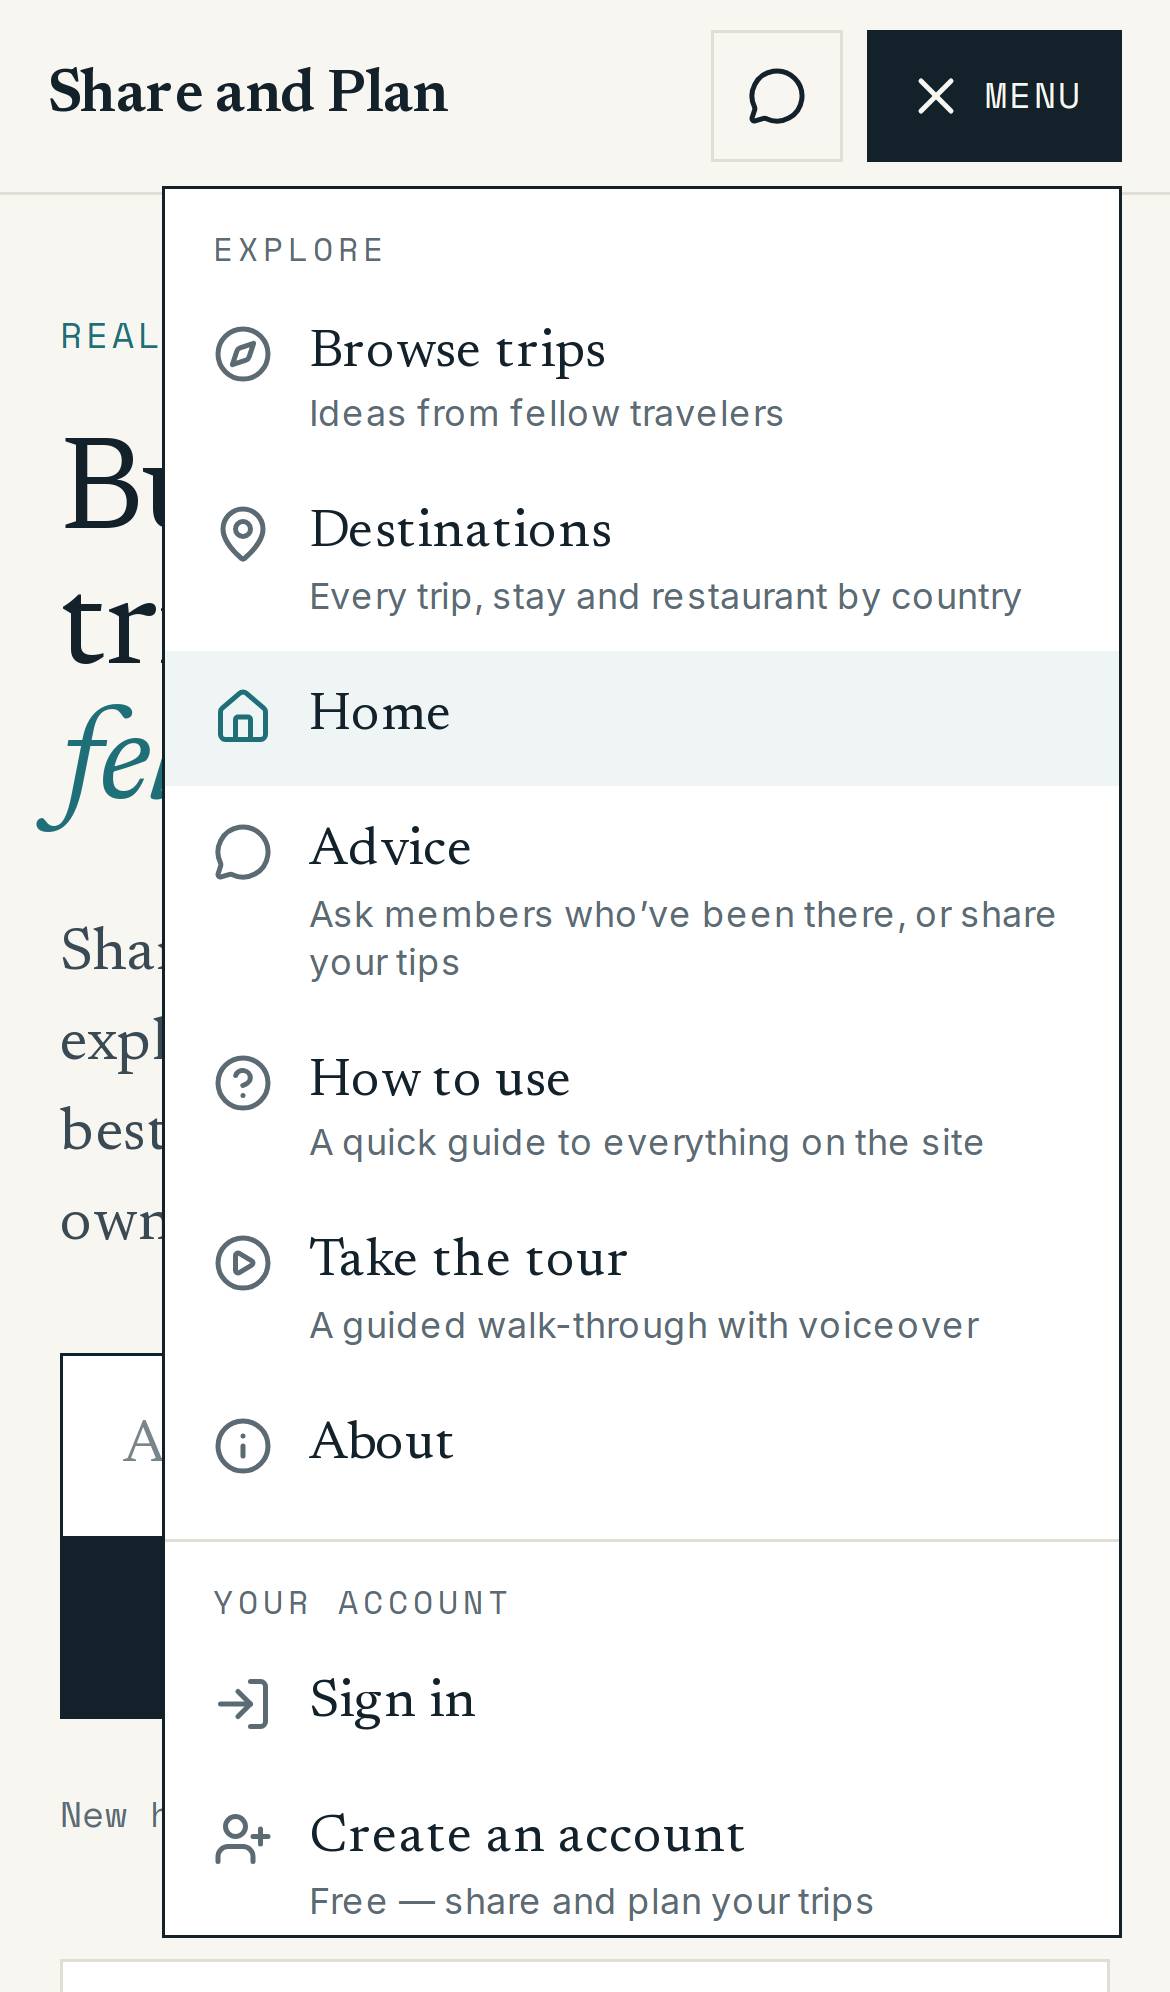 Share and Plan
MENU
EXPLORE
REAL
Browse trips
Ideas from fellow travelers
Destinations
Every trip, stay and restaurant by country
Home
Advice
Ask members who’ve been there, or share
your tips
How to use
A quick guide to everything on the site
Take the tour
A guided walk-through with voiceover
About
YOUR ACCOUNT
Sign in
New
Create an account
Free — share and plan your trips